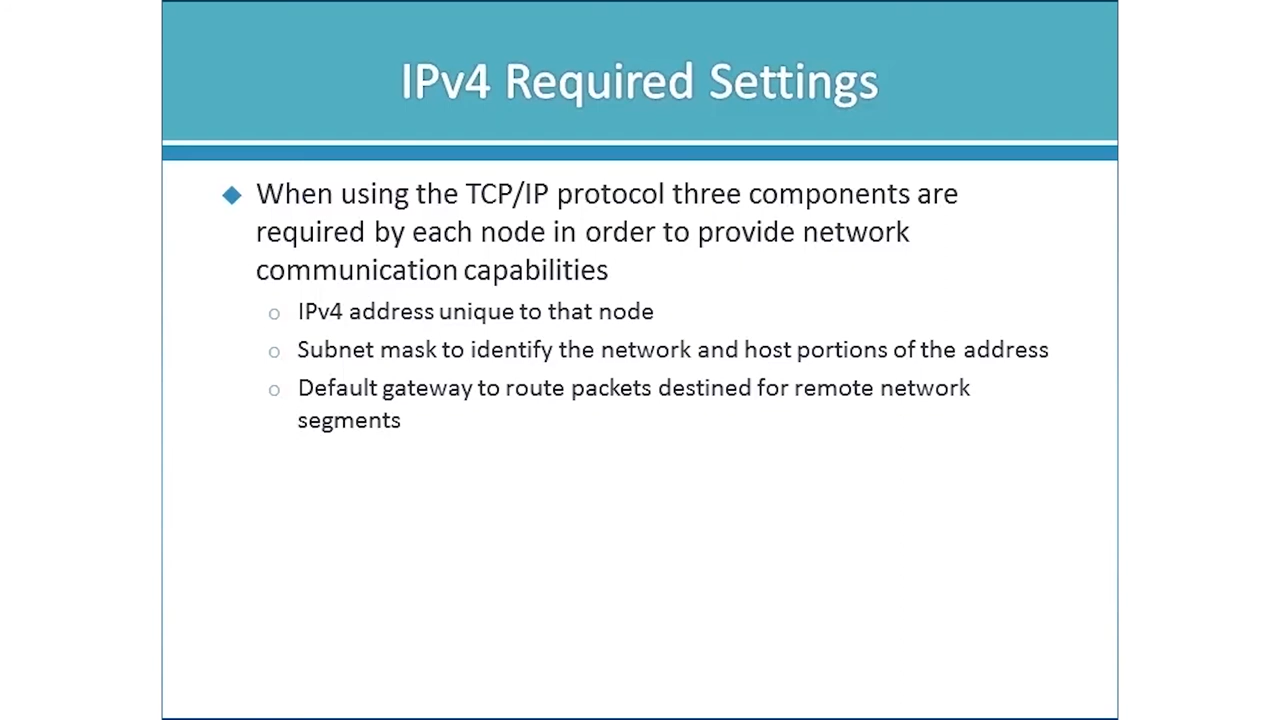 IPv4 Required Settings
When using the TCP/IP protocol three components are
required by each node in order to provide network
communication capabilities
IPv4 address unique to that node
Subnet mask to identify the network and host portions of the address
Default gateway to route packets destined for remote network
segments